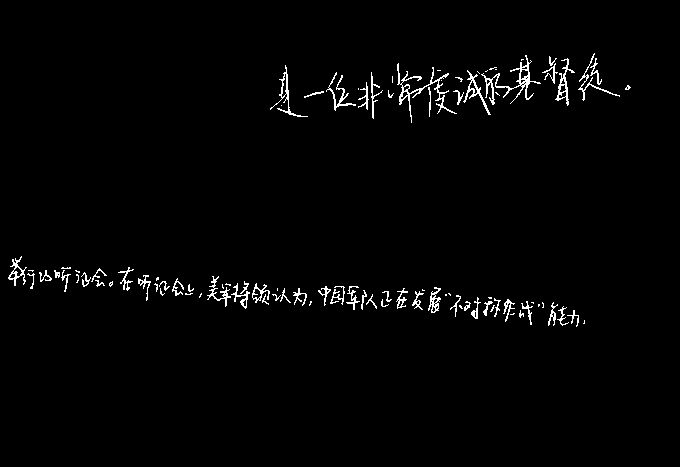 是一位非常虔诚的基督徒。
举行的听证会。在听证会上,美军将领认为,中国军队正在发展“不对称作战”能力,